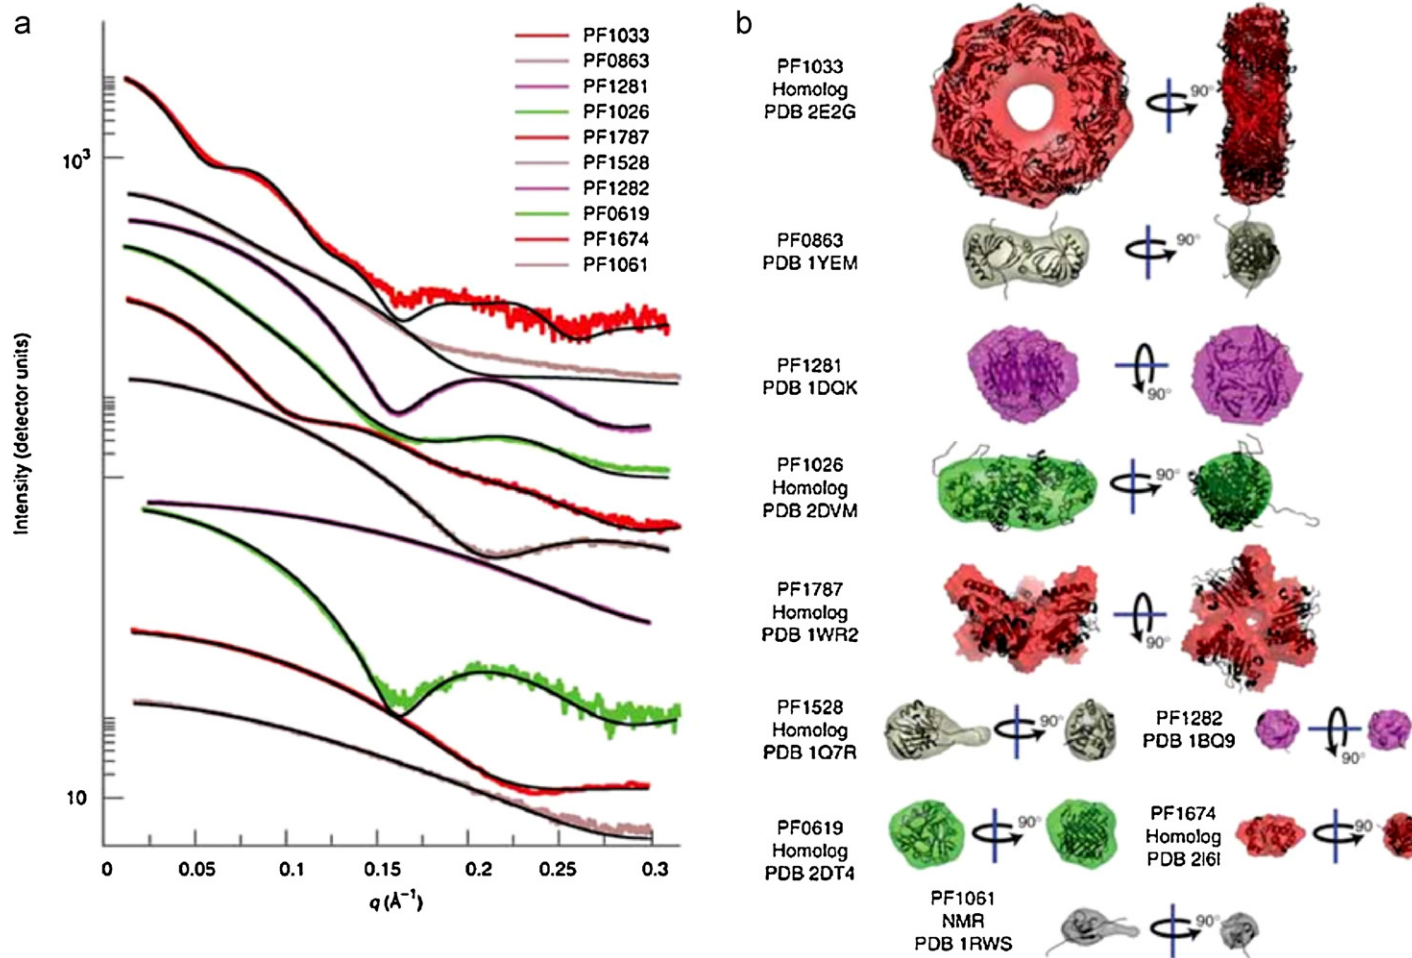 a
PF1033
PF0863
PF1281
PF1026
PF1787
PF1528
PF1282
PF0619
PF1674
PF1061
10³
10
Intensity (detector units)
0
0.05
0.1
0.15
0.2
0.25
0.3
q (Å⁻¹)
b
PF1033
Homolog
PDB 2E2G
90°
PF0863
PDB 1YEM
90°
PF1281
PDB 1DQK
90°
PF1026
Homolog
PDB 2DVM
90°
PF1787
Homolog
PDB 1WR2
90°
PF1528
Homolog
PDB 1Q7R
90°
PF1282
PDB 1BQ9
90°
PF0619
Homolog
PDB 2DT4
90°
PF1674
Homolog
PDB 2I6I
90
PF1061
NMR
PDB 1RWS
90°